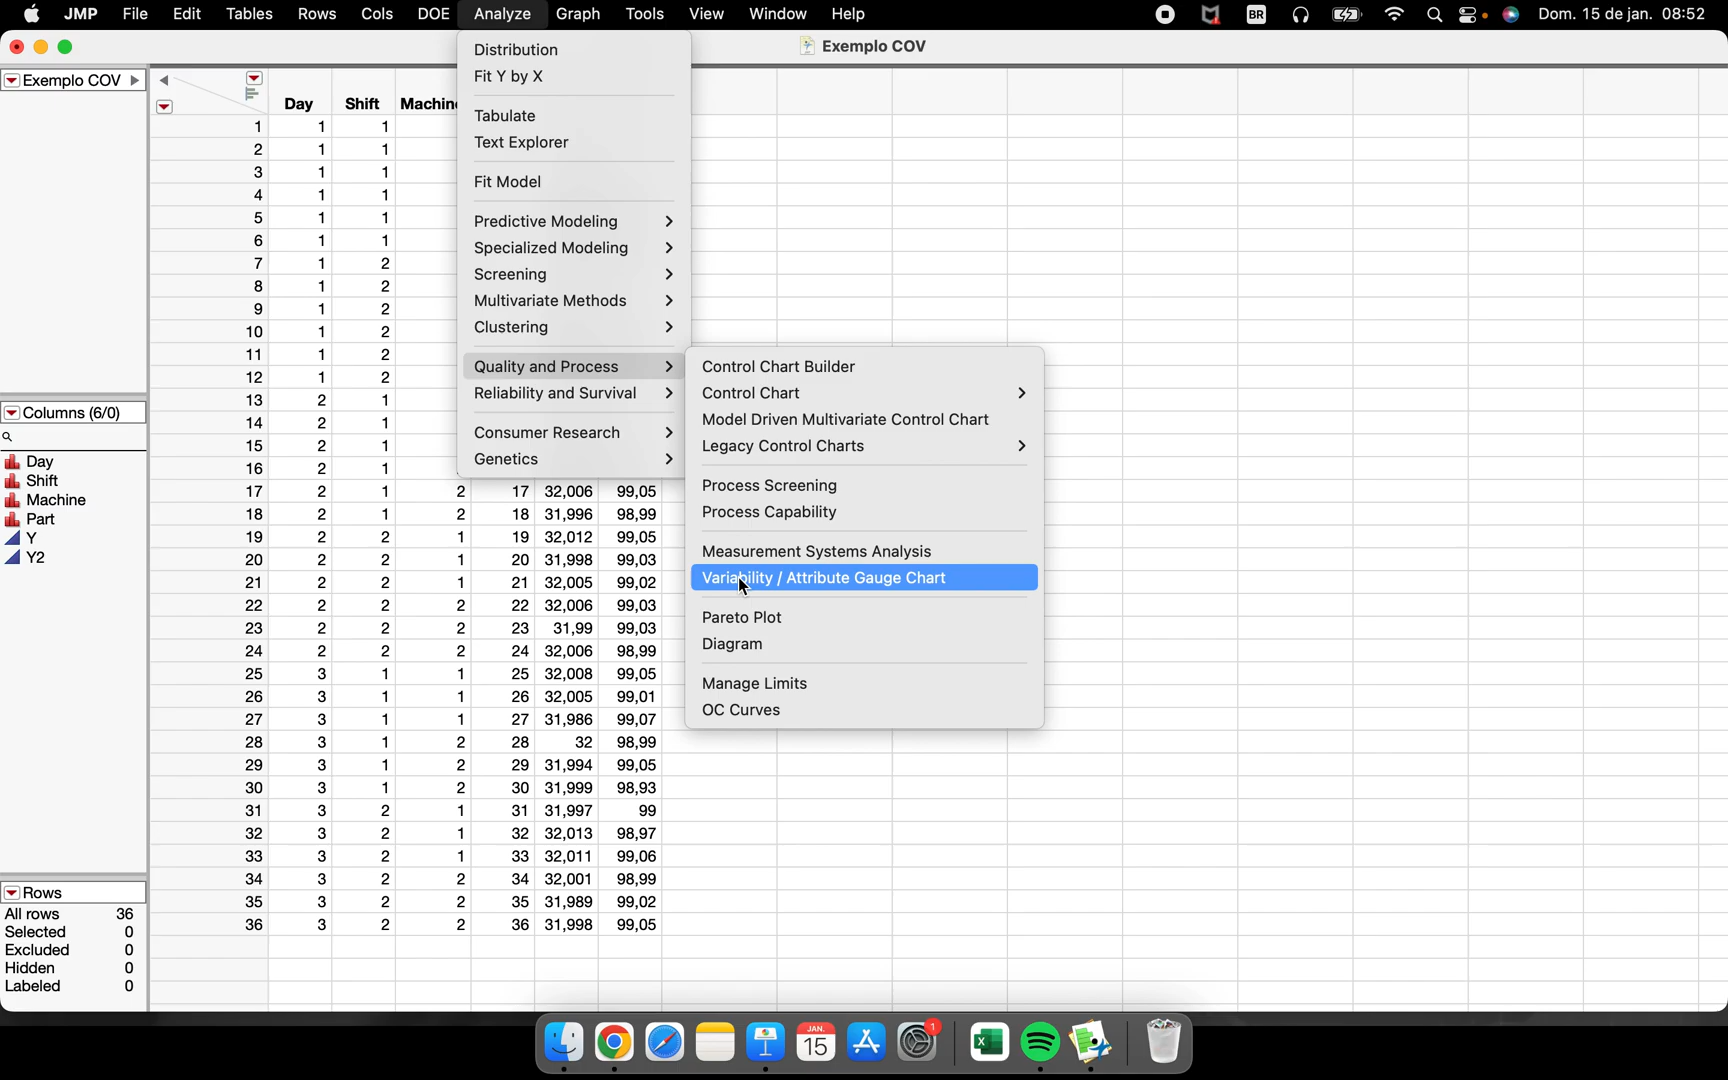 JMP File Edit Tables Rows Cols DOE Analyze Graph Tools View Window Help BR Dom. 15 de jan. 08:52
Exemplo COV
Exemplo COV
Day Shift Machin
Distribution
Fit Y by X
Tabulate
Text Explorer
Fit Model
Predictive Modeling
Specialized Modeling
Screening
Multivariate Methods
Clustering
Quality and Process
Reliability and Survival
Consumer Research
Genetics
Control Chart Builder
Control Chart
Model Driven Multivariate Control Chart
Legacy Control Charts
Process Screening
Process Capability
Measurement Systems Analysis
Variability / Attribute Gauge Chart
Pareto Plot
Diagram
Manage Limits
OC Curves
1 1 1
2 1 1
3 1 1
4 1 1
5 1 1
6 1 1
7 1 2
8 1 2
9 1 2
10 1 2
11 1 2
12 1 2
13 2 1
14 2 1
15 2 1
16 2 1
17 2 1 2 17 32,006 99,05
18 2 1 2 18 31,996 98,99
19 2 2 1 19 32,012 99,05
20 2 2 1 20 31,998 99,03
21 2 2 1 21 32,005 99,02
22 2 2 2 22 32,006 99,03
23 2 2 2 23 31,99 99,03
24 2 2 2 24 32,006 98,99
25 3 1 1 25 32,008 99,05
26 3 1 1 26 32,005 99,01
27 3 1 1 27 31,986 99,07
28 3 1 2 28 32 98,99
29 3 1 2 29 31,994 99,05
30 3 1 2 30 31,999 98,93
31 3 2 1 31 31,997 99
32 3 2 1 32 32,013 98,97
33 3 2 1 33 32,011 99,06
34 3 2 2 34 32,001 98,99
35 3 2 2 35 31,989 99,02
36 3 2 2 36 31,998 99,05
Columns (6/0)
Day
Shift
Machine
Part
Y
Y2
Rows
All rows 36
Selected 0
Excluded 0
Hidden 0
Labeled 0
JAN.
15
1